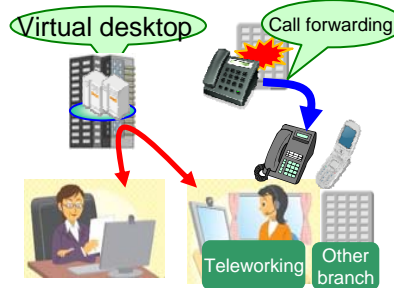 Virtual desktop
Call forwarding
Teleworking
Other
branch